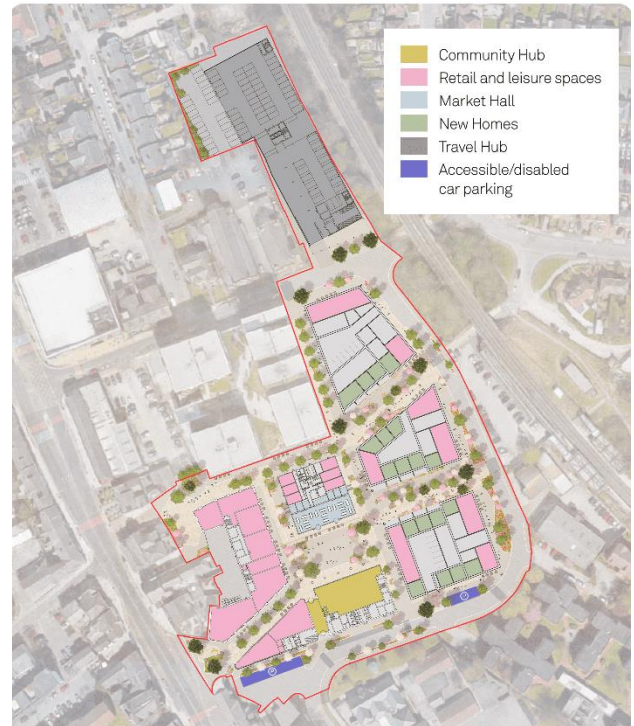 Community Hub
Retail and leisure spaces
Market Hall
New Homes
Travel Hub
Accessible/disabled
car parking